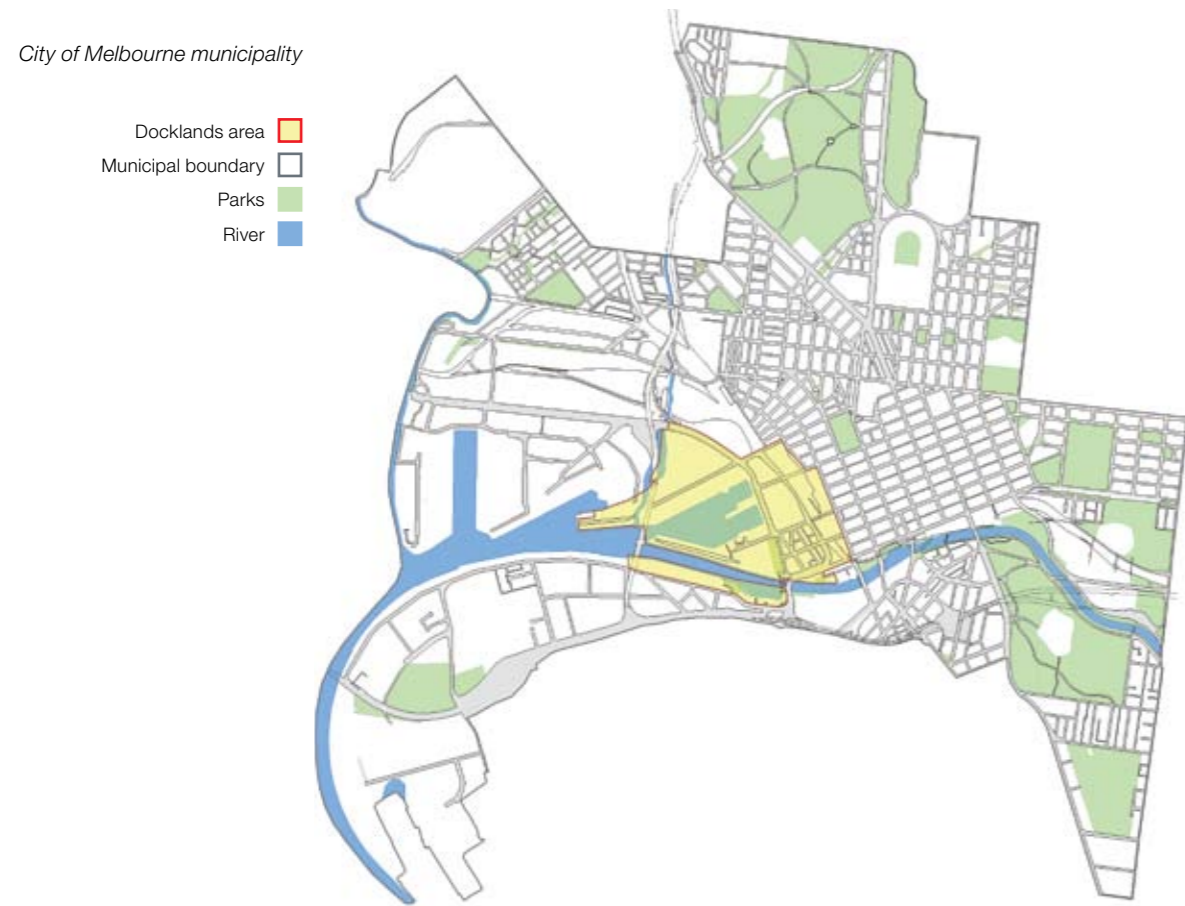 City of Melbourne municipality
Docklands area
Municipal boundary
Parks
River